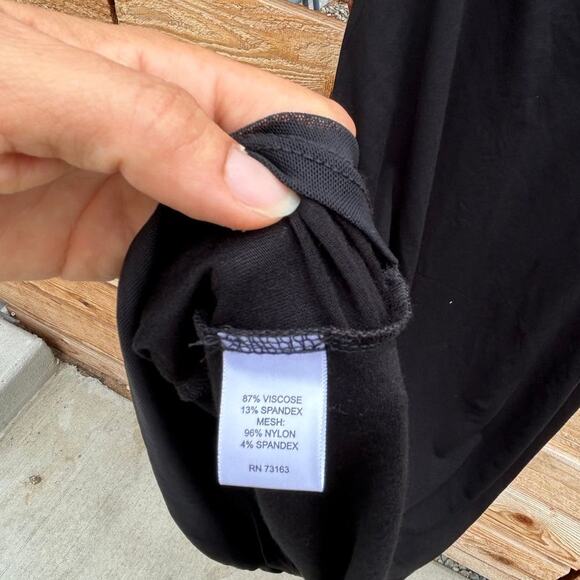 87% VISCOSE
13% SPANDEX
MESH:
96% NYLON
4% SPANDEX
RN 73163